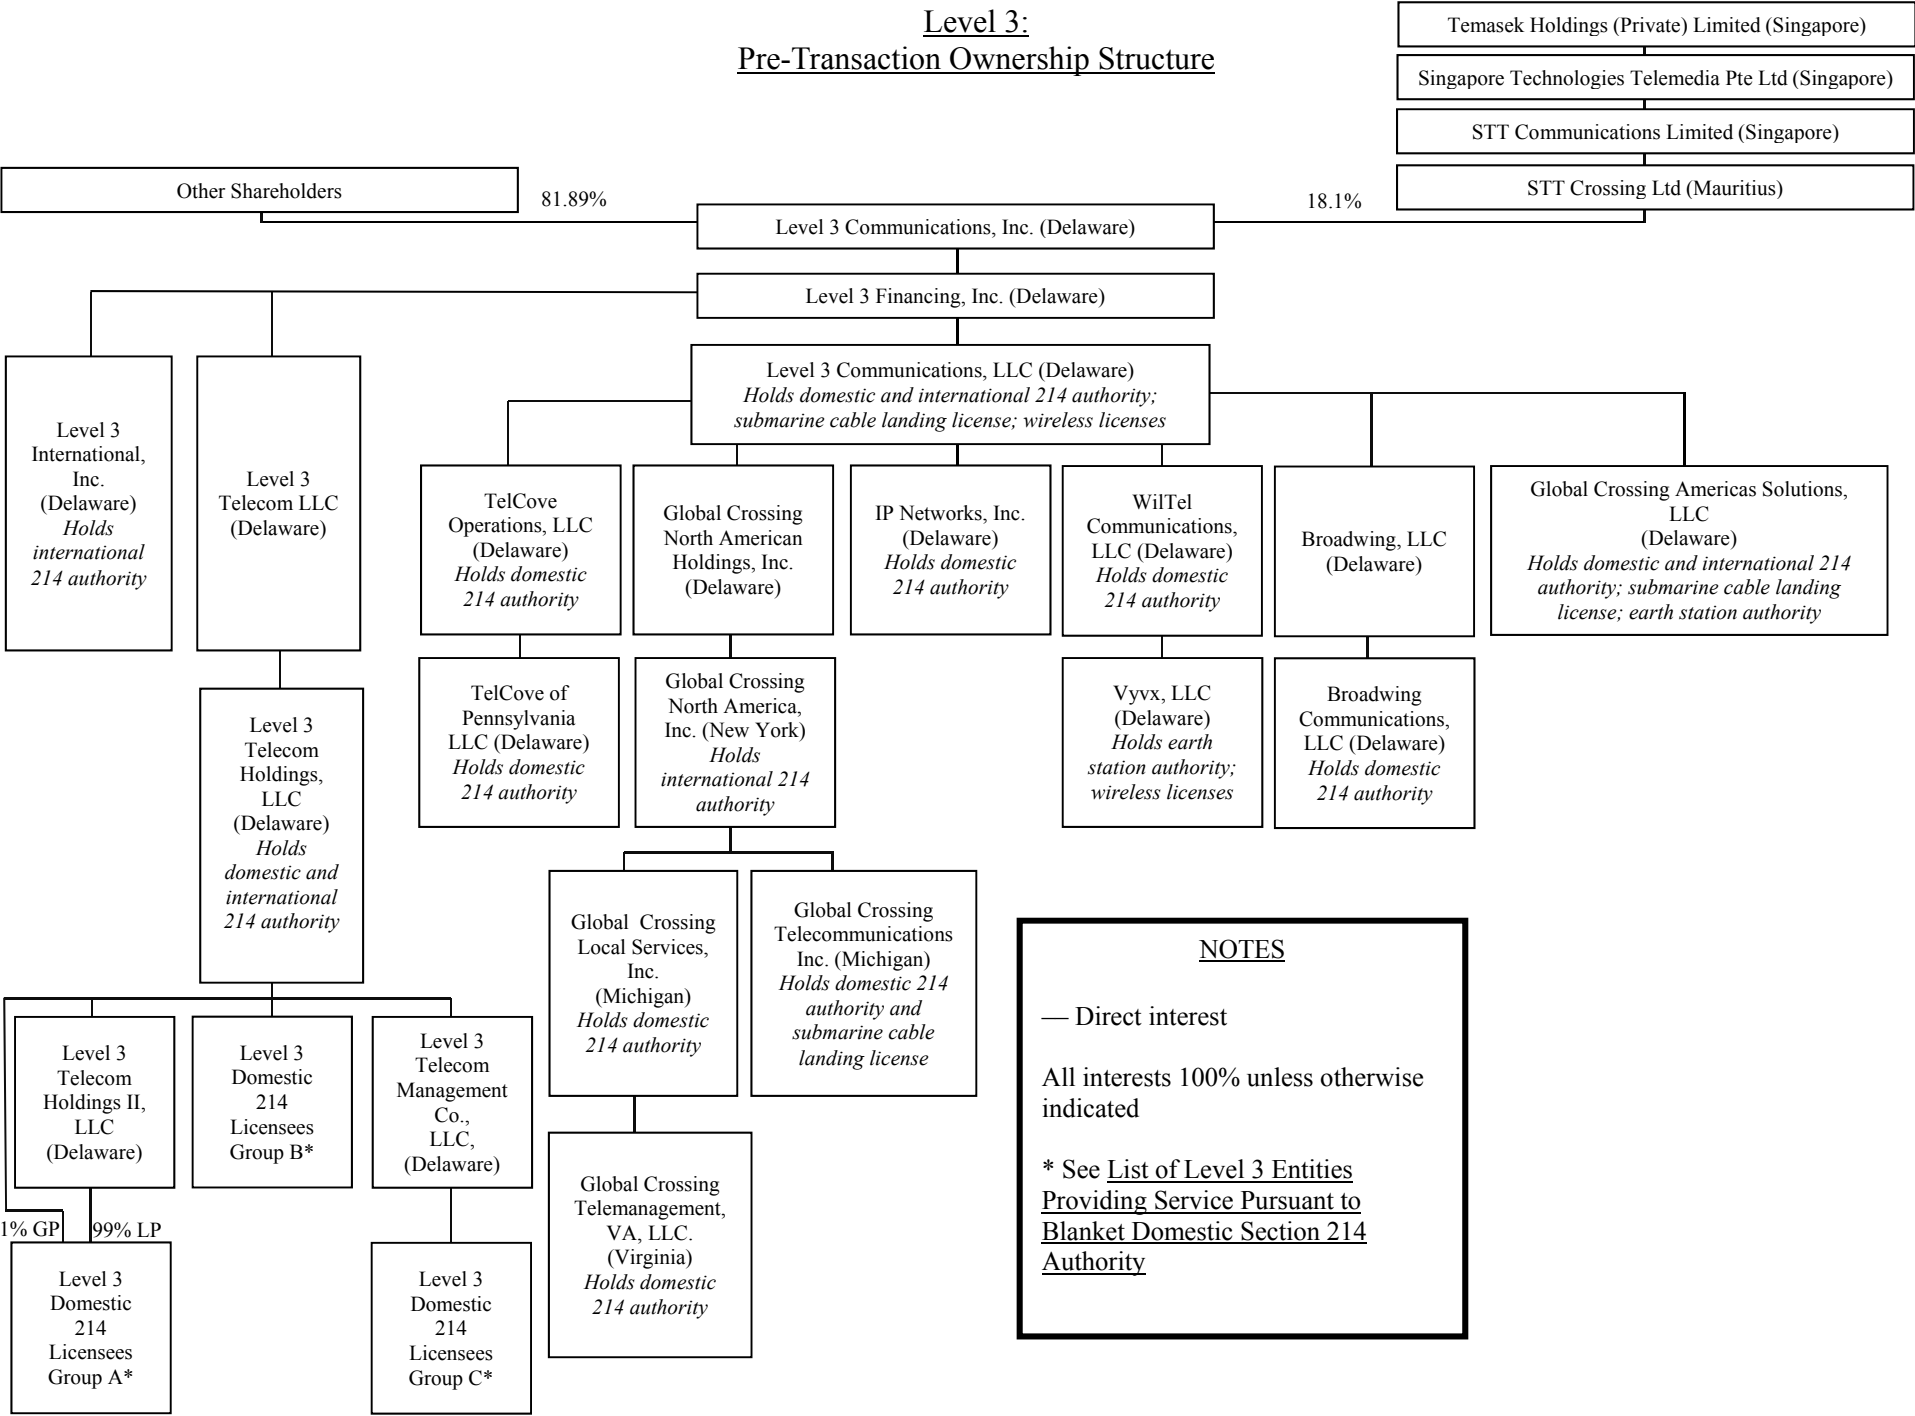 Level 3:
Pre-Transaction Ownership Structure
Temasek Holdings (Private) Limited (Singapore)
Singapore Technologies Telemedia Pte Ltd (Singapore)
STT Communications Limited (Singapore)
STT Crossing Ltd (Mauritius)
Other Shareholders
81.89%
18.1%
Level 3 Communications, Inc. (Delaware)
Level 3 Financing, Inc. (Delaware)
Level 3 Communications, LLC (Delaware)
Holds domestic and international 214 authority;
submarine cable landing license; wireless licenses
Level 3
International,
Inc.
(Delaware)
Holds
international
214 authority
Level 3
Telecom LLC
(Delaware)
TelCove
Operations, LLC
(Delaware)
Holds domestic
214 authority
Global Crossing
North American
Holdings, Inc.
(Delaware)
IP Networks, Inc.
(Delaware)
Holds domestic
214 authority
WilTel
Communications,
LLC (Delaware)
Holds domestic
214 authority
Broadwing, LLC
(Delaware)
Global Crossing Americas Solutions,
LLC
(Delaware)
Holds domestic and international 214
authority; submarine cable landing
license; earth station authority
Level 3
Telecom
Holdings,
LLC
(Delaware)
Holds
domestic and
international
214 authority
TelCove of
Pennsylvania
LLC (Delaware)
Holds domestic
214 authority
Global Crossing
North America,
Inc. (New York)
Holds
international 214
authority
Vyvx, LLC
(Delaware)
Holds earth
station authority;
wireless licenses
Broadwing
Communications,
LLC (Delaware)
Holds domestic
214 authority
Global Crossing
Local Services,
Inc.
(Michigan)
Holds domestic
214 authority
Global Crossing
Telecommunications
Inc. (Michigan)
Holds domestic 214
authority and
submarine cable
landing license
Level 3
Telecom
Holdings II,
LLC
(Delaware)
Level 3
Domestic
214
Licensees
Group B*
Level 3
Telecom
Management
Co.,
LLC,
(Delaware)
Global Crossing
Telemanagement,
VA, LLC.
(Virginia)
Holds domestic
214 authority
1% GP
99% LP
Level 3
Domestic
214
Licensees
Group A*
Level 3
Domestic
214
Licensees
Group C*
NOTES
— Direct interest
All interests 100% unless otherwise
indicated
* See List of Level 3 Entities
Providing Service Pursuant to
Blanket Domestic Section 214
Authority